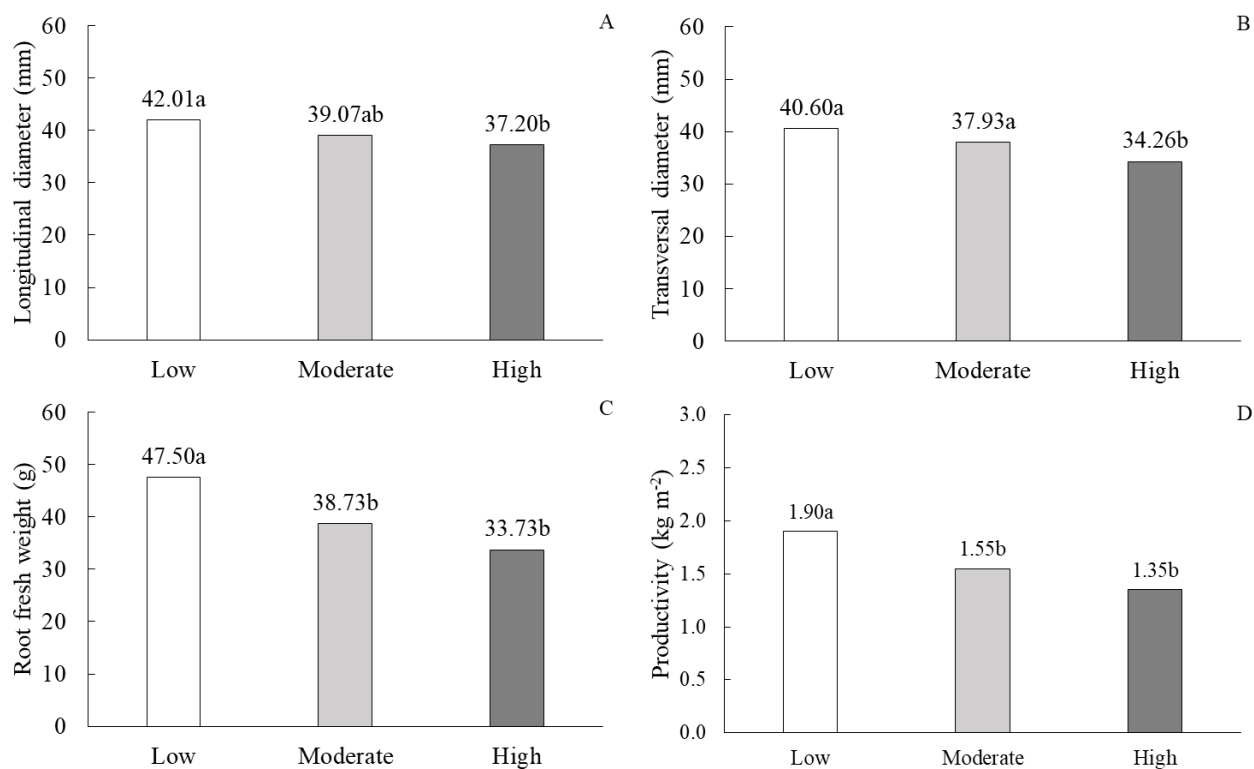 A
Longitudinal diameter (mm)
60
50
40
30
20
10
0
42.01a
39.07ab
37.20b
Low
Moderate
High
B
Transversal diameter (mm)
60
50
40
30
20
10
0
40.60a
37.93a
34.26b
Low
Moderate
High
C
Root fresh weight (g)
60
50
40
30
20
10
0
47.50a
38.73b
33.73b
Low
Moderate
High
D
Productivity (kg m⁻²)
3.0
2.5
2.0
1.5
1.0
0.5
0.0
1.90a
1.55b
1.35b
Low
Moderate
High